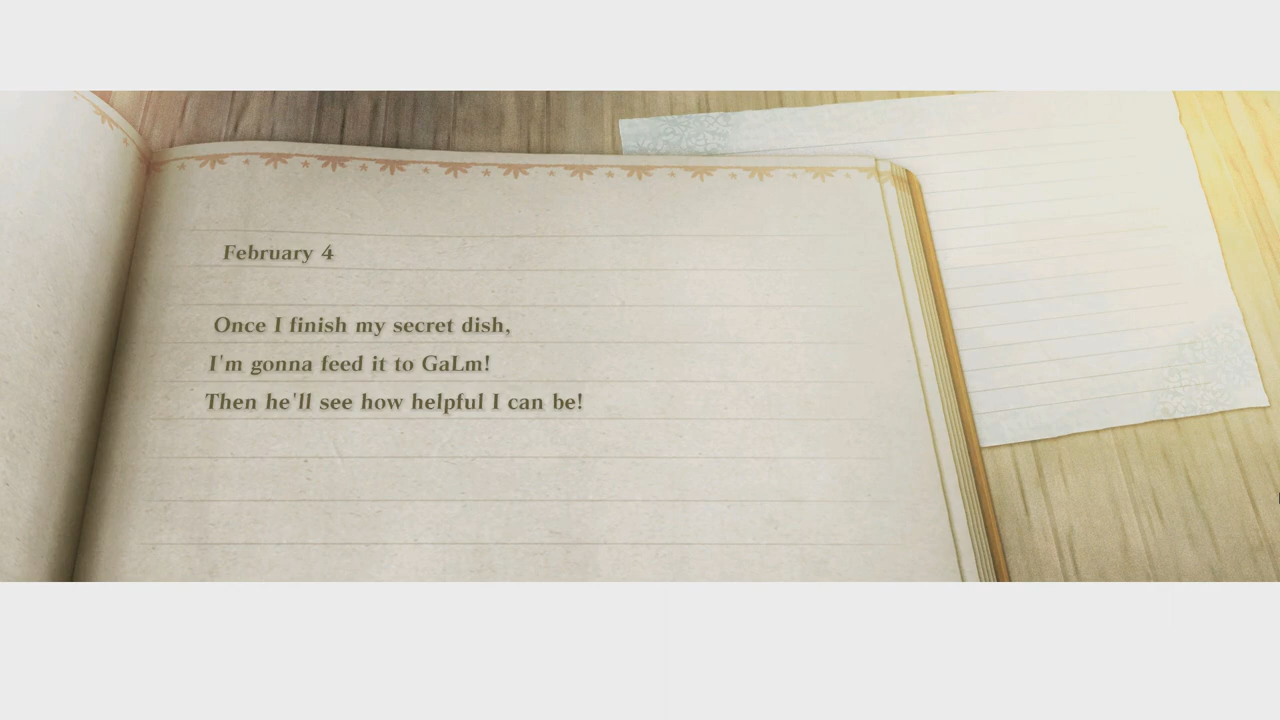 February 4
Once I finish my secret dish,
I'm gonna feed it to GaLm!
Then he'll see how helpful I can be!